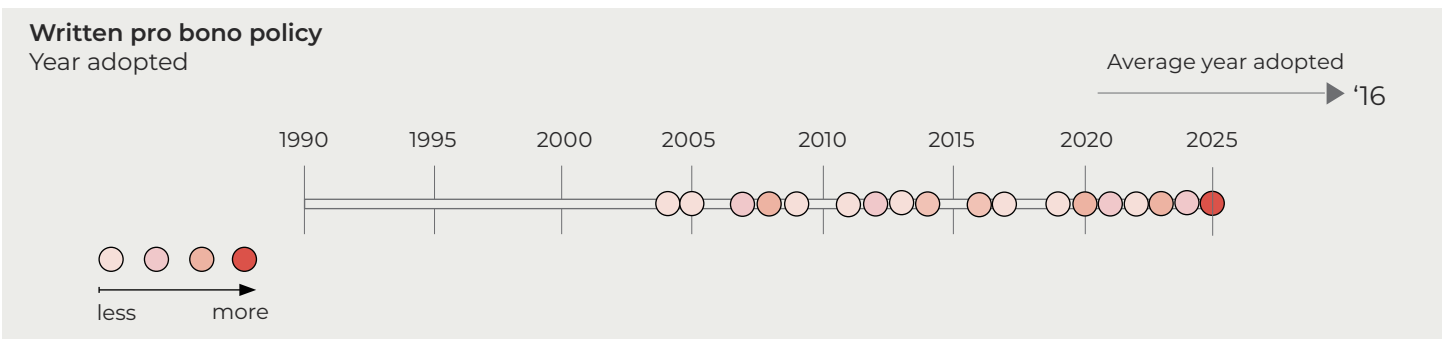 Written pro bono policy
Year adopted
Average year adopted
‘16
1990 1995 2000 2005 2010 2015 2020 2025
less more